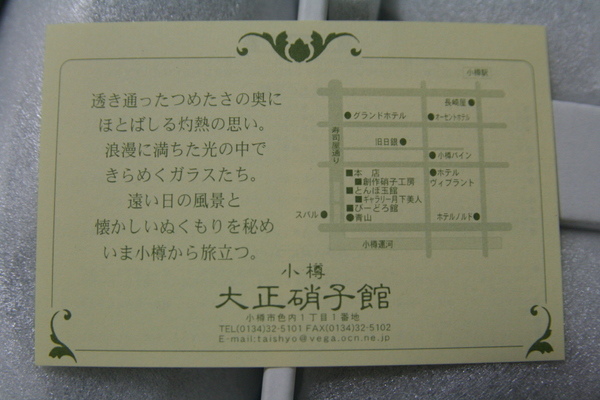 透き通ったつめたさの奥に
ほとばしる灼熱の思い。
浪漫に満ちた光の中で
きらめくガラスたち。
遠い日の風景と
懐かしいぬくもりを秘め
いま小樽から旅立つ。
小樽駅
長崎屋●
●グランドホテル
●オーセントホテル
寿司屋通り
旧日銀●
●小樽バイン
■本 店
■創作硝子工房
■とんぼ玉館
■ギャラリー月下美人
■びーどろ館
●青山
●ホテル
ヴィブラント
スバル●
ホテルノルド●
小樽運河
小樽
大正硝子館
小樽市色内1丁目1番地
TEL(0134)32-5101 FAX(0134)32-5102
E-mail:taishyo@vega.ocn.ne.jp